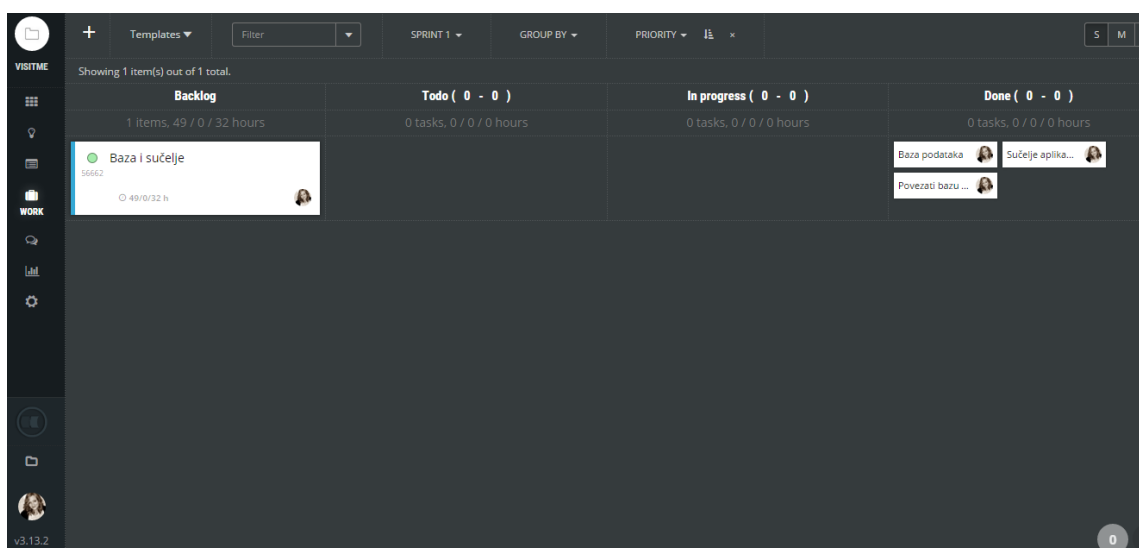 Templates
Filter
SPRINT 1
GROUP BY
PRIORITY
×
S M
VISITME
Showing 1 item(s) out of 1 total.
Backlog
Todo ( 0 - 0 )
In progress ( 0 - 0 )
Done ( 0 - 0 )
1 items, 49 / 0 / 32 hours
0 tasks, 0 / 0 / 0 hours
0 tasks, 0 / 0 / 0 hours
0 tasks, 0 / 0 / 0 hours
Baza i sučelje
56662
49/0/32 h
Baza podataka
Sučelje aplika...
Povezati bazu ...
WORK
v3.13.2
0